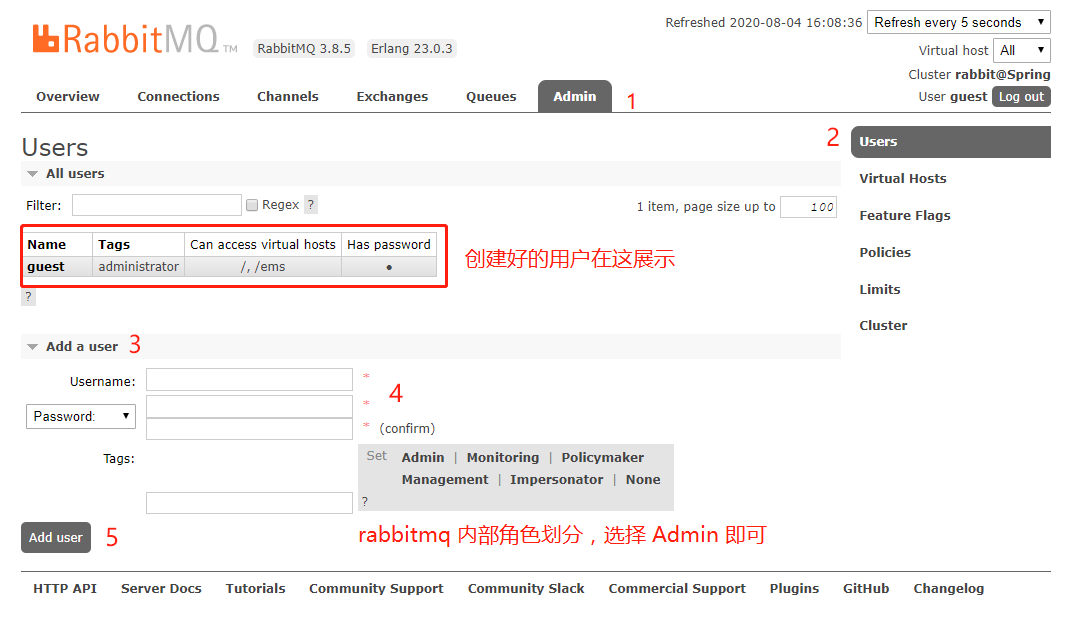 Refreshed 2020-08-04 16:08:36 Refresh every 5 seconds
RabbitMQ TM RabbitMQ 3.8.5 Erlang 23.0.3
Virtual host All
Cluster rabbit@Spring
User guest Log out
Overview Connections Channels Exchanges Queues Admin 1
Users
2 Users
All users
Virtual Hosts
Filter: Regex ? 1 item, page size up to 100
Feature Flags
Name Tags Can access virtual hosts Has password
guest administrator /, /ems ●
创建好的用户在这展示
Policies
?
Limits
Cluster
Add a user 3
Username: *
Password: * 4
* (confirm)
Tags: Set Admin | Monitoring | Policymaker
Management | Impersonator | None
?
Add user 5
rabbitmq 内部角色划分，选择 Admin 即可
HTTP API Server Docs Tutorials Community Support Community Slack Commercial Support Plugins GitHub Changelog